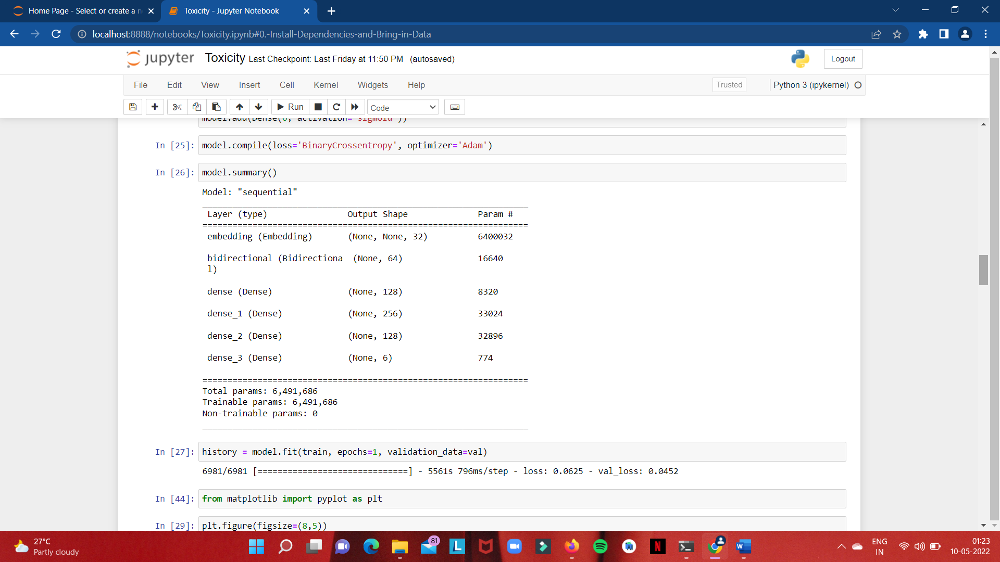 Home Page - Select or create a n
Toxicity - Jupyter Notebook
localhost:8888/notebooks/Toxicity.ipynb#0.-Install-Dependencies-and-Bring-in-Data
jupyter Toxicity Last Checkpoint: Last Friday at 11:50 PM (autosaved)
Logout
File Edit View Insert Cell Kernel Widgets Help
Trusted
Python 3 (ipykernel)
Run
Code
model.add(Dense(6, activation='sigmoid'))
In [25]: model.compile(loss='BinaryCrossentropy', optimizer='Adam')
In [26]: model.summary()
Model: "sequential"
_________________________________________________________________
Layer (type) Output Shape Param #
=================================================================
embedding (Embedding) (None, None, 32) 6400032
bidirectional (Bidirectiona (None, 64) 16640
l)
dense (Dense) (None, 128) 8320
dense_1 (Dense) (None, 256) 33024
dense_2 (Dense) (None, 128) 32896
dense_3 (Dense) (None, 6) 774
=================================================================
Total params: 6,491,686
Trainable params: 6,491,686
Non-trainable params: 0
_________________________________________________________________
In [27]: history = model.fit(train, epochs=1, validation_data=val)
6981/6981 [==============================] - 5561s 796ms/step - loss: 0.0625 - val_loss: 0.0452
In [44]: from matplotlib import pyplot as plt
In [29]: plt.figure(figsize=(8,5))
27°C
Partly cloudy
81
L
N
W
ENG
IN
01:23
10-05-2022